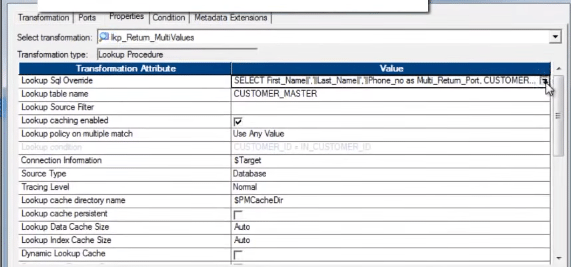 Transformation Ports Properties Condition Metadata Extensions
Select transformation: lkp_Return_MultiValues
Transformation type: Lookup Procedure
Transformation Attribute Value
Lookup Sql Override SELECT First_Name||','||Last_Name||','||Phone_no as Multi_Return_Port, CUSTOMER...
Lookup table name CUSTOMER_MASTER
Lookup Source Filter
Lookup caching enabled
Lookup policy on multiple match Use Any Value
Lookup condition CUSTOMER_ID = IN_CUSTOMER_ID
Connection Information $Target
Source Type Database
Tracing Level Normal
Lookup cache directory name $PMCacheDir
Lookup cache persistent
Lookup Data Cache Size Auto
Lookup Index Cache Size Auto
Dynamic Lookup Cache